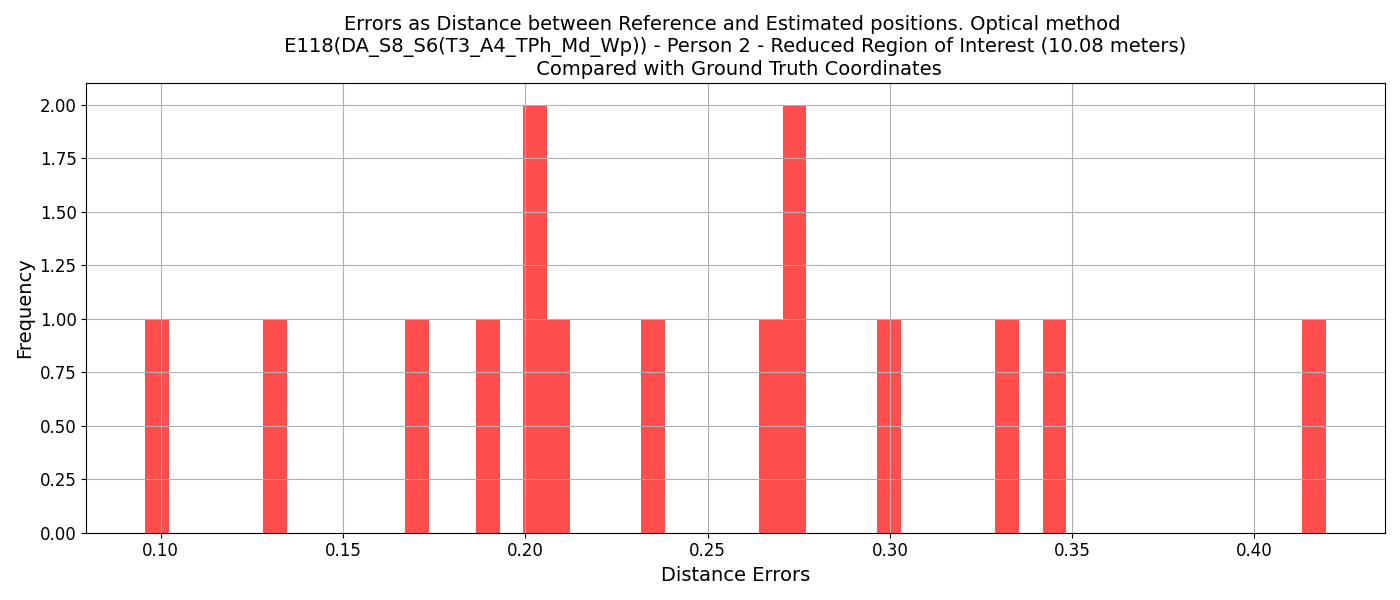 Errors as Distance between Reference and Estimated positions. Optical method
E118(DA_S8_S6(T3_A4_TPh_Md_Wp)) - Person 2 - Reduced Region of Interest (10.08 meters)
Compared with Ground Truth Coordinates
2.00
1.75
1.50
1.25
1.00
0.75
0.50
0.25
0.00
Frequency
0.10 0.15 0.20 0.25 0.30 0.35 0.40
Distance Errors